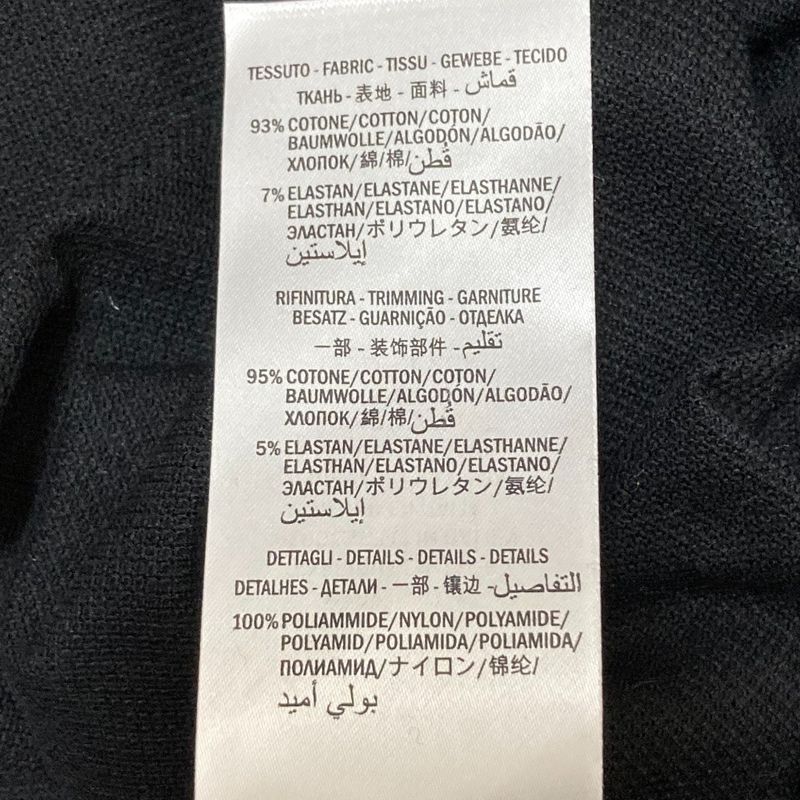 TESSUTO - FABRIC - TISSU - GEWEBE - TECIDO
ТКАНЬ - 表地 - 面料 - قماش
93% COTONE/COTTON/COTON/
BAUMWOLLE/ALGODÓN/ALGODÃO/
ХЛОПОК/綿/棉/قُطن
7% ELASTAN/ELASTANE/ELASTHANNE/
ELASTHAN/ELASTANO/ELASTANO/
ЭЛАСТАН/ポリウレタン/氨纶/
إيلاستين
RIFINITURA - TRIMMING - GARNITURE
BESATZ - GUARNIÇÃO - ОТДЕЛКА
一部 - 装饰部件 - تقليم
95% COTONE/COTTON/COTON/
BAUMWOLLE/ALGODÓN/ALGODÃO/
ХЛОПОК/綿/棉/قُطن
5% ELASTAN/ELASTANE/ELASTHANNE/
ELASTHAN/ELASTANO/ELASTANO/
ЭЛАСТАН/ポリウレタン/氨纶/
إيلاستين
DETTAGLI - DETAILS - DETAILS - DETAILS
DETALHES - ДЕТАЛИ - 一部 - 镶边 - التفاصيل
100% POLIAMMIDE/NYLON/POLYAMIDE/
POLYAMID/POLIAMIDA/POLIAMIDA/
ПОЛИАМИД/ナイロン/锦纶/
بولي أميد